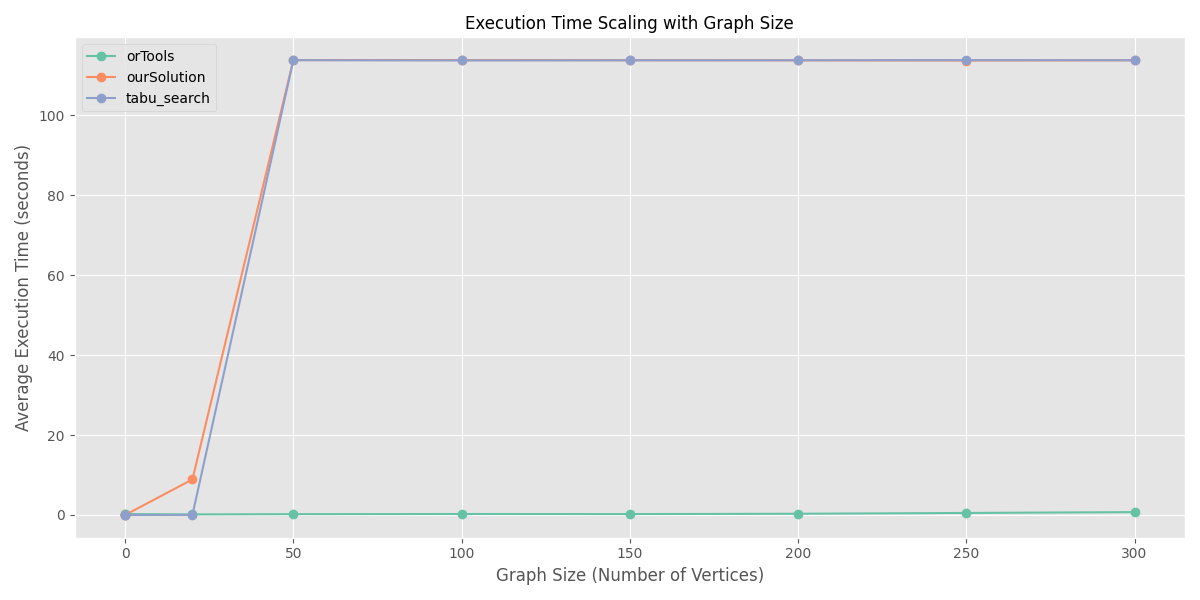 Execution Time Scaling with Graph Size
orTools
ourSolution
tabu_search
Average Execution Time (seconds)
100
80
60
40
20
0
0 50 100 150 200 250 300
Graph Size (Number of Vertices)